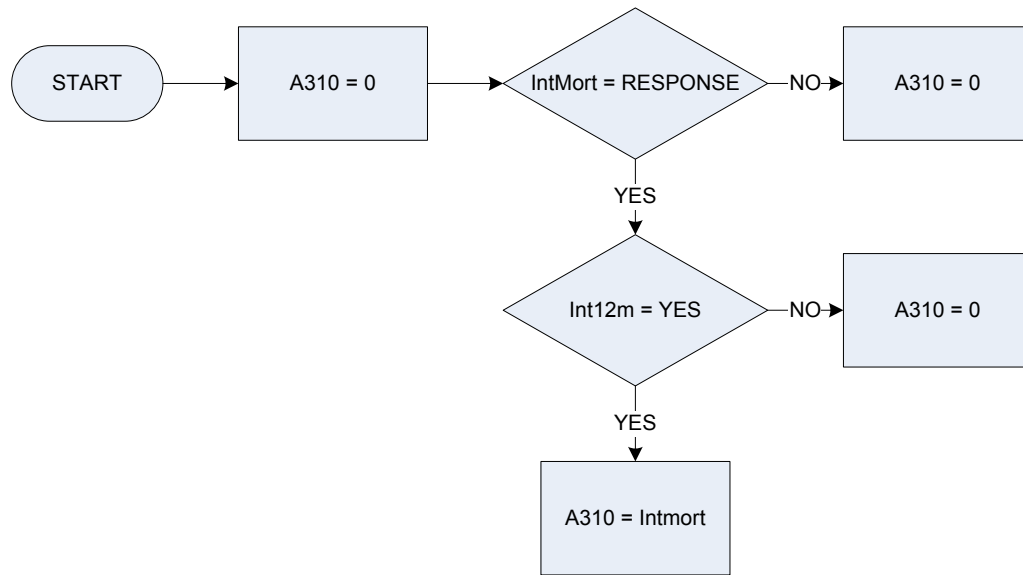 START
A310 = 0
IntMort = RESPONSE
NO
A310 = 0
YES
Int12m = YES
NO
A310 = 0
YES
A310 = Intmort